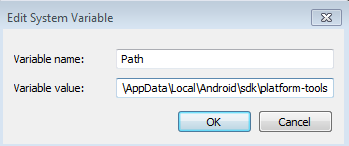 Edit System Variable
Variable name: Path
Variable value: \AppData\Local\Android\sdk\platform-tools
OK Cancel